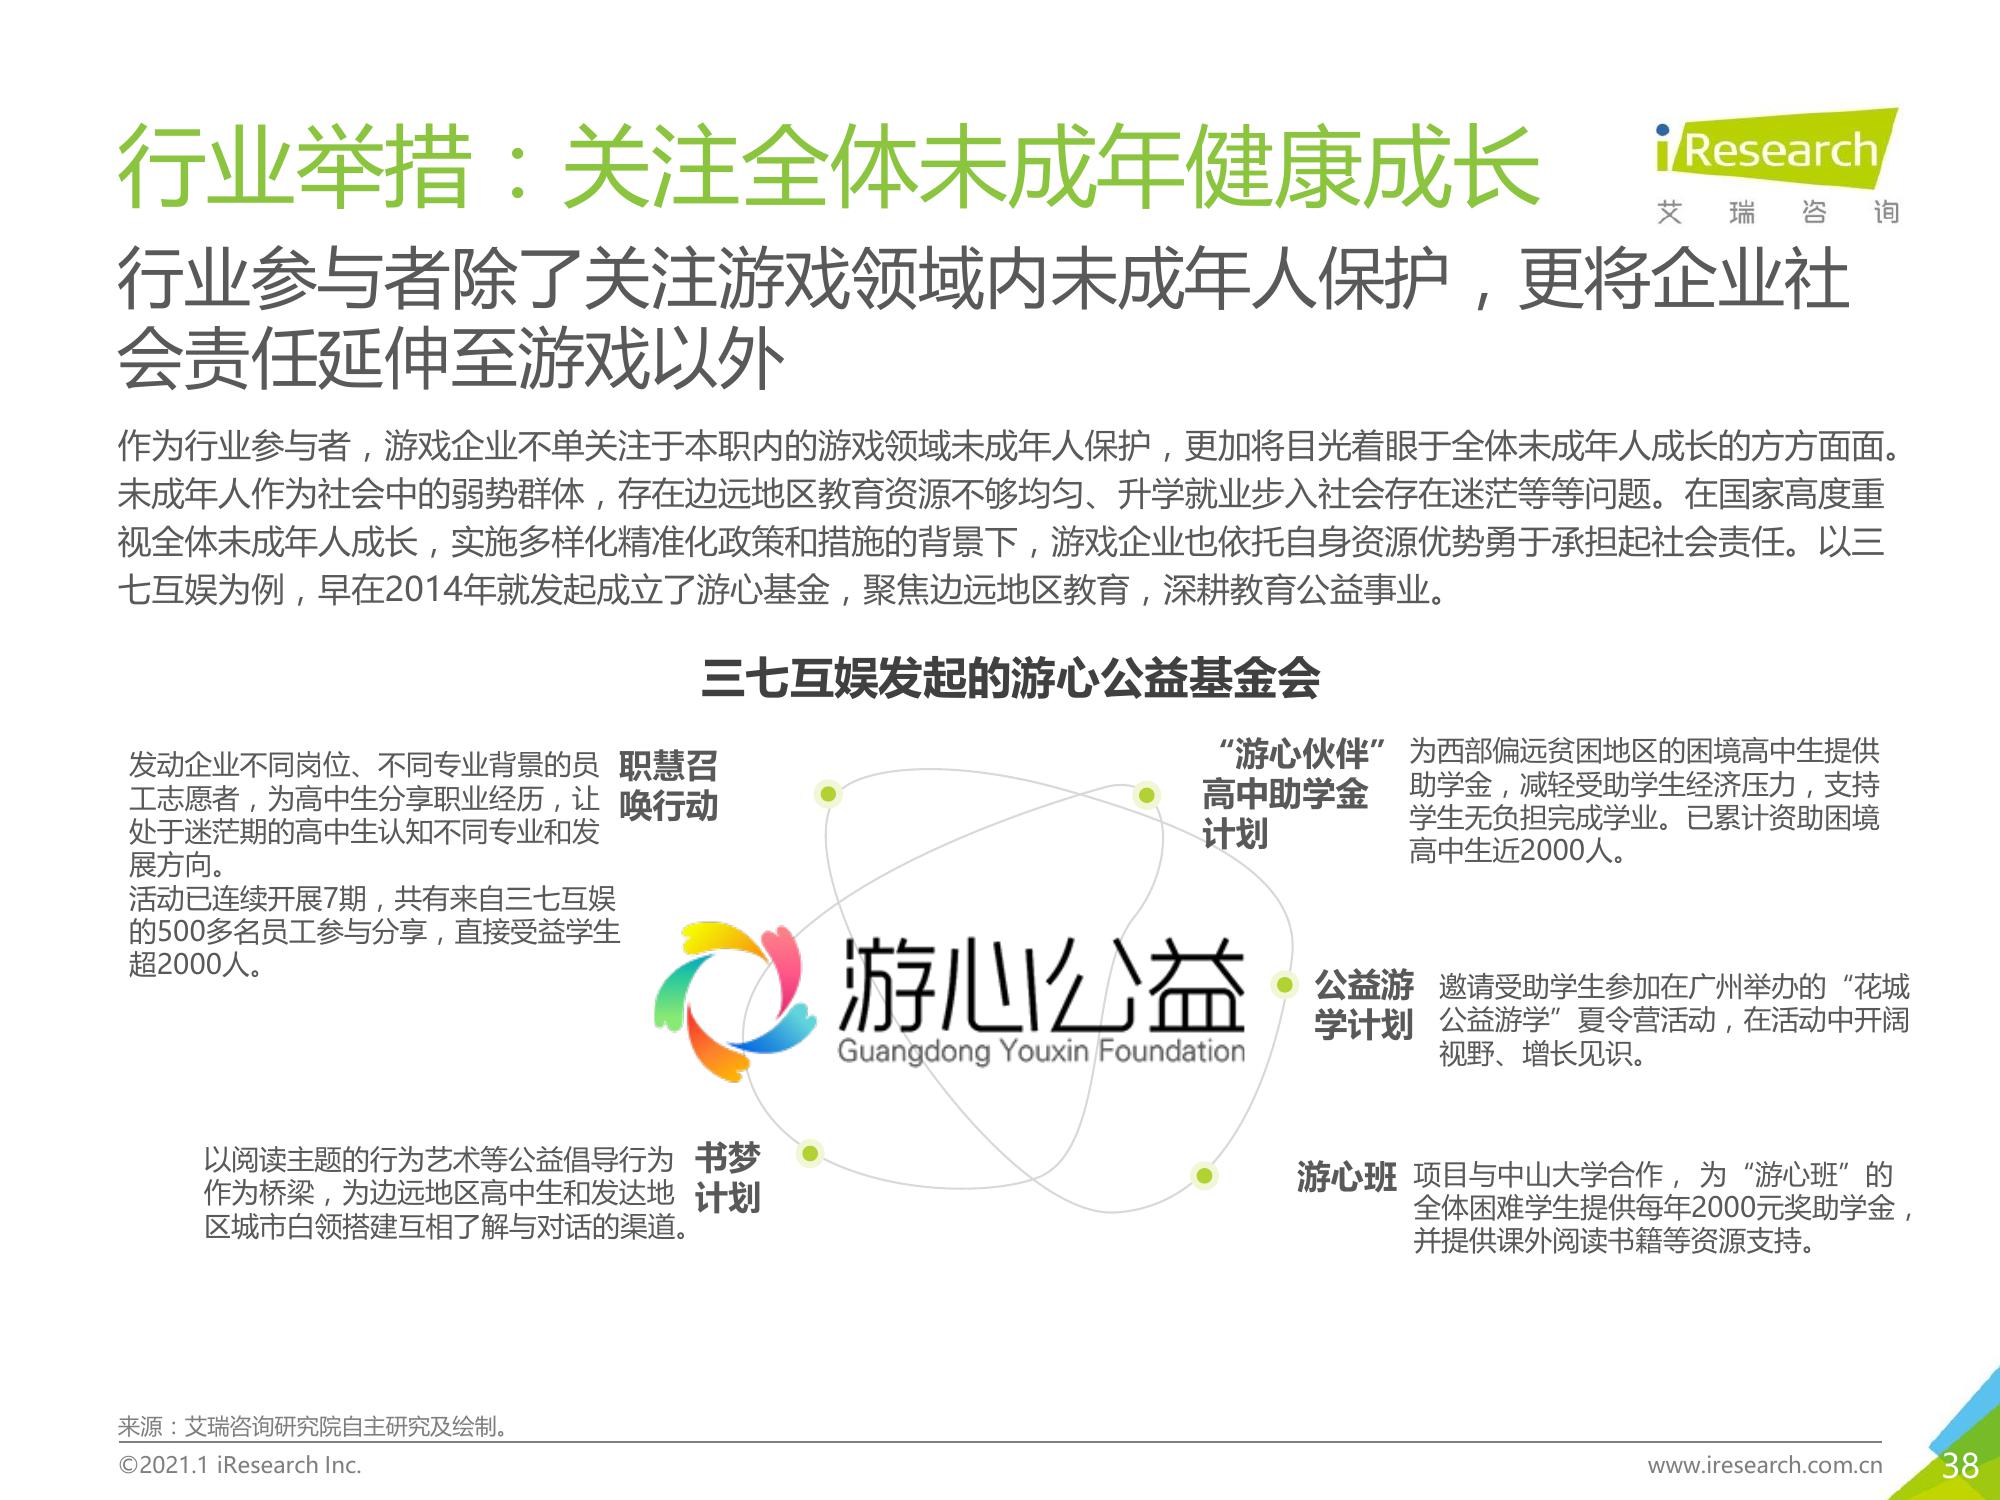 行业举措：关注全体未成年健康成长
iResearch
艾瑞咨询
行业参与者除了关注游戏领域内未成年人保护，更将企业社
会责任延伸至游戏以外
作为行业参与者，游戏企业不单关注于本职内的游戏领域未成年人保护，更加将目光着眼于全体未成年人成长的方方面面。
未成年人作为社会中的弱势群体，存在边远地区教育资源不够均匀、升学就业步入社会存在迷茫等等问题。在国家高度重
视全体未成年人成长，实施多样化精准化政策和措施的背景下，游戏企业也依托自身资源优势勇于承担起社会责任。以三
七互娱为例，早在2014年就发起成立了游心基金，聚焦边远地区教育，深耕教育公益事业。
三七互娱发起的游心公益基金会
发动企业不同岗位、不同专业背景的员
工志愿者，为高中生分享职业经历，让
处于迷茫期的高中生认知不同专业和发
展方向。
活动已连续开展7期，共有来自三七互娱
的500多名员工参与分享，直接受益学生
超2000人。
职慧召
唤行动
“游心伙伴”
高中助学金
计划
为西部偏远贫困地区的困境高中生提供
助学金，减轻受助学生经济压力，支持
学生无负担完成学业。已累计资助困境
高中生近2000人。
游心公益
Guangdong Youxin Foundation
公益游
学计划
邀请受助学生参加在广州举办的“花城
公益游学”夏令营活动，在活动中开阔
视野、增长见识。
以阅读主题的行为艺术等公益倡导行为
作为桥梁，为边远地区高中生和发达地
区城市白领搭建互相了解与对话的渠道。
书梦
计划
游心班
项目与中山大学合作， 为“游心班”的
全体困难学生提供每年2000元奖助学金，
并提供课外阅读书籍等资源支持。
来源：艾瑞咨询研究院自主研究及绘制。
©2021.1 iResearch Inc.
www.iresearch.com.cn
38